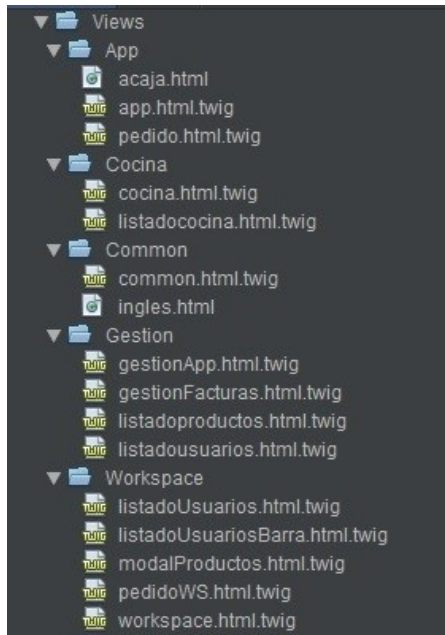 Views
App
acaja.html
app.html.twig
pedido.html.twig
Cocina
cocina.html.twig
listadococina.html.twig
Common
common.html.twig
ingles.html
Gestion
gestionApp.html.twig
gestionFacturas.html.twig
listadoproductos.html.twig
listadousuarios.html.twig
Workspace
listadoUsuarios.html.twig
listadoUsuariosBarra.html.twig
modalProductos.html.twig
pedidoWS.html.twig
workspace.html.twig